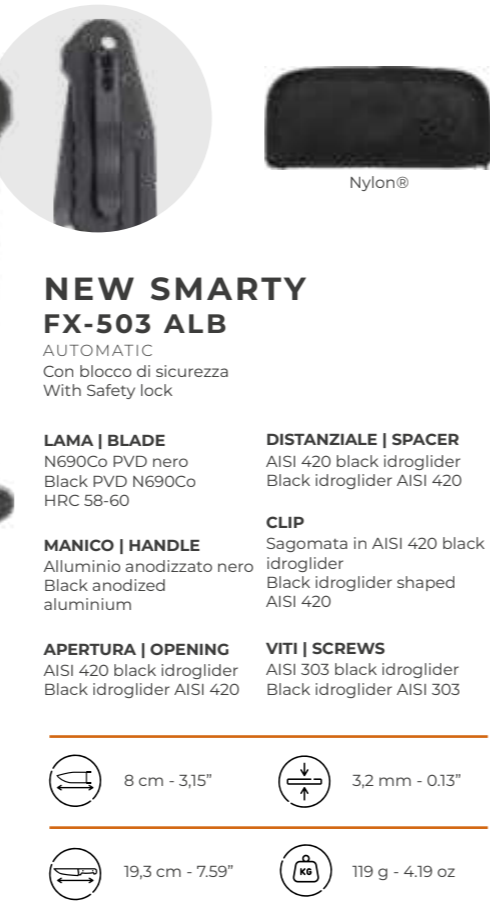 Nylon®
NEW SMARTY
FX-503 ALB
AUTOMATIC
Con blocco di sicurezza
With Safety lock
LAMA | BLADE
N690Co PVD nero
Black PVD N690Co
HRC 58-60
MANICO | HANDLE
Alluminio anodizzato nero
Black anodized
aluminium
APERTURA | OPENING
AISI 420 black idroglider
Black idroglider AISI 420
DISTANZIALE | SPACER
AISI 420 black idroglider
Black idroglider AISI 420
CLIP
Sagomata in AISI 420 black
idroglider
Black idroglider shaped
AISI 420
VITI | SCREWS
AISI 303 black idroglider
Black idroglider AISI 303
8 cm - 3,15”
3,2 mm - 0.13”
19,3 cm - 7.59”
KG
119 g - 4.19 oz